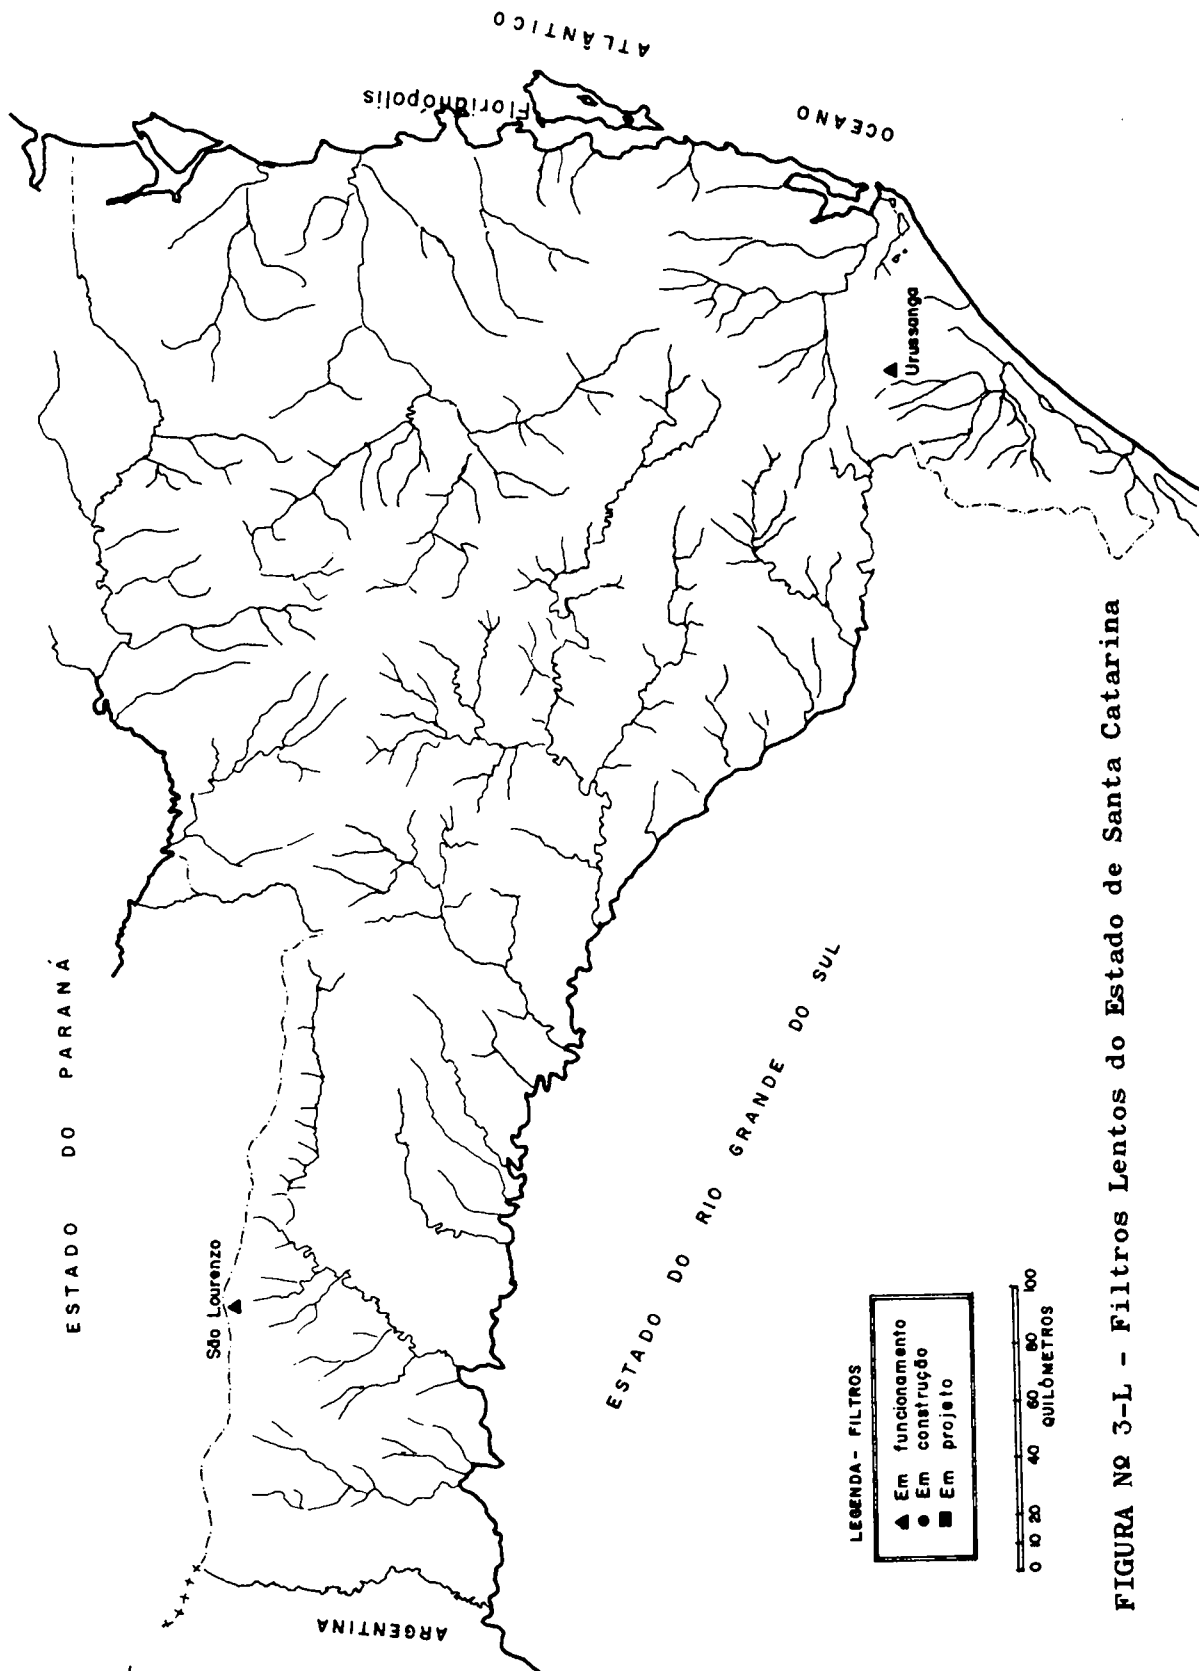 ESTADO DO PARANÁ
São Lourenzo
ARGENTINA
ESTADO DO RIO GRANDE DO SUL
Florianópolis
OCEANO ATLÂNTICO
Urussanga
LEGENDA - FILTROS
▲ Em funcionamento
● Em construção
■ Em projeto
0 10 20 40 60 80 100
QUILÔMETROS
FIGURA Nº 3-L - Filtros Lentos do Estado de Santa Catarina